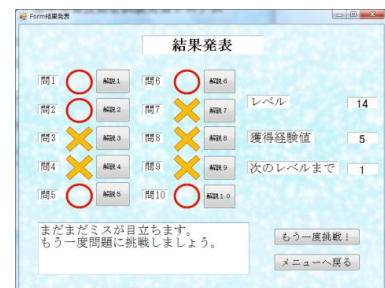 Form結果発表
結果発表
問1 解説1 問6 解説6
問2 解説2 問7 解説7
問3 解説3 問8 解説8
問4 解説4 問9 解説9
問5 解説5 問10 解説10
レベル 14
獲得経験値 5
次のレベルまで 1
まだまだミスが目立ちます。
もう一度問題に挑戦しましょう。
もう一度挑戦!
メニューへ戻る